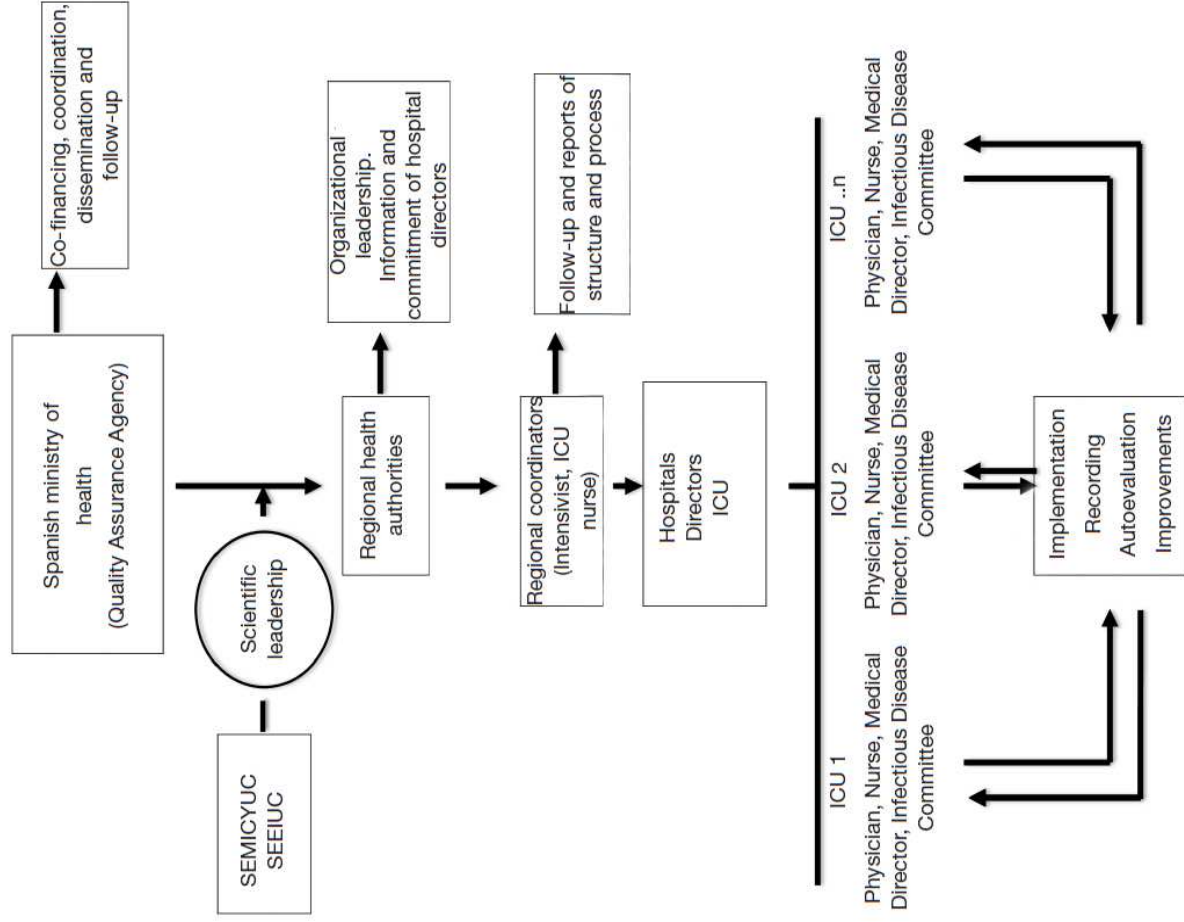 Spanish ministry of
health
(Quality Assurance Agency)
Co-financing, coordination,
dissemination and
follow-up
SEMICYUC
SEEIUC
Scientific
leadership
Regional health
authorities
Organizational
leadership.
Information and
commitment of hospital
directors
Regional coordinators
(Intensivist, ICU
nurse)
Follow-up and reports of
structure and process
Hospitals
Directors
ICU
ICU 1
Physician, Nurse, Medical
Director, Infectious Disease
Committee
ICU 2
Physician, Nurse, Medical
Director, Infectious Disease
Committee
ICU ..n
Physician, Nurse, Medical
Director, Infectious Disease
Committee
Implementation
Recording
Autoevaluation
Improvements